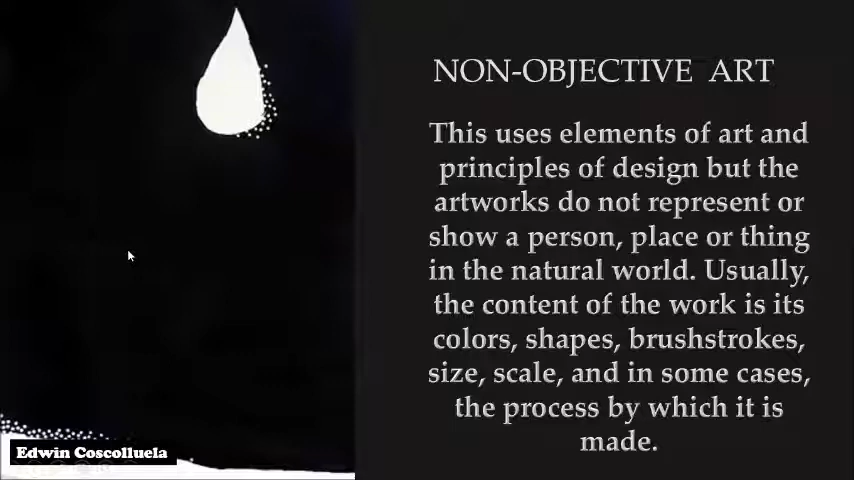 NON-OBJECTIVE ART
This uses elements of art and
principles of design but the
artworks do not represent or
show a person, place or thing
in the natural world. Usually,
the content of the work is its
colors, shapes, brushstrokes,
size, scale, and in some cases,
the process by which it is
made.
Edwin Coscolluela